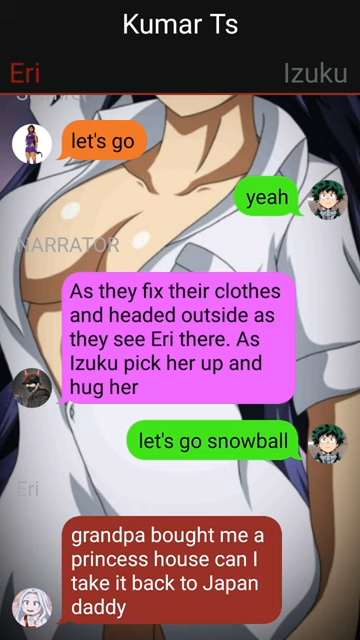 Kumar Ts
Eri
Izuku
let's go
yeah
NARRATOR
As they fix their clothes
and headed outside as
they see Eri there. As
Izuku pick her up and
hug her
let's go snowball
Eri
grandpa bought me a
princess house can I
take it back to Japan
daddy